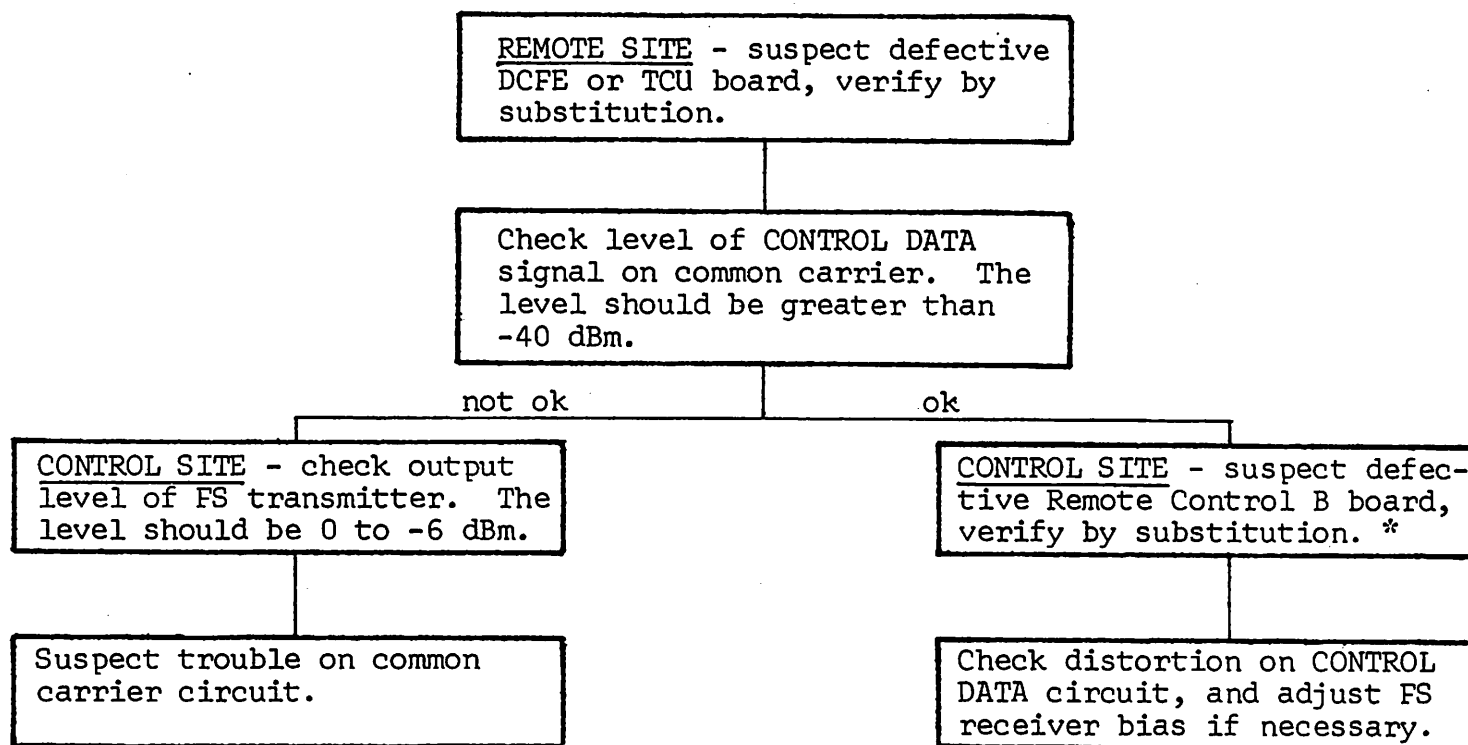 REMOTE SITE - suspect defective
DCFE or TCU board, verify by
substitution.
Check level of CONTROL DATA
signal on common carrier. The
level should be greater than
-40 dBm.
not ok
ok
CONTROL SITE - check output
level of FS transmitter. The
level should be 0 to -6 dBm.
CONTROL SITE - suspect defec-
tive Remote Control B board,
verify by substitution. *
Suspect trouble on common
carrier circuit.
Check distortion on CONTROL
DATA circuit, and adjust FS
receiver bias if necessary.